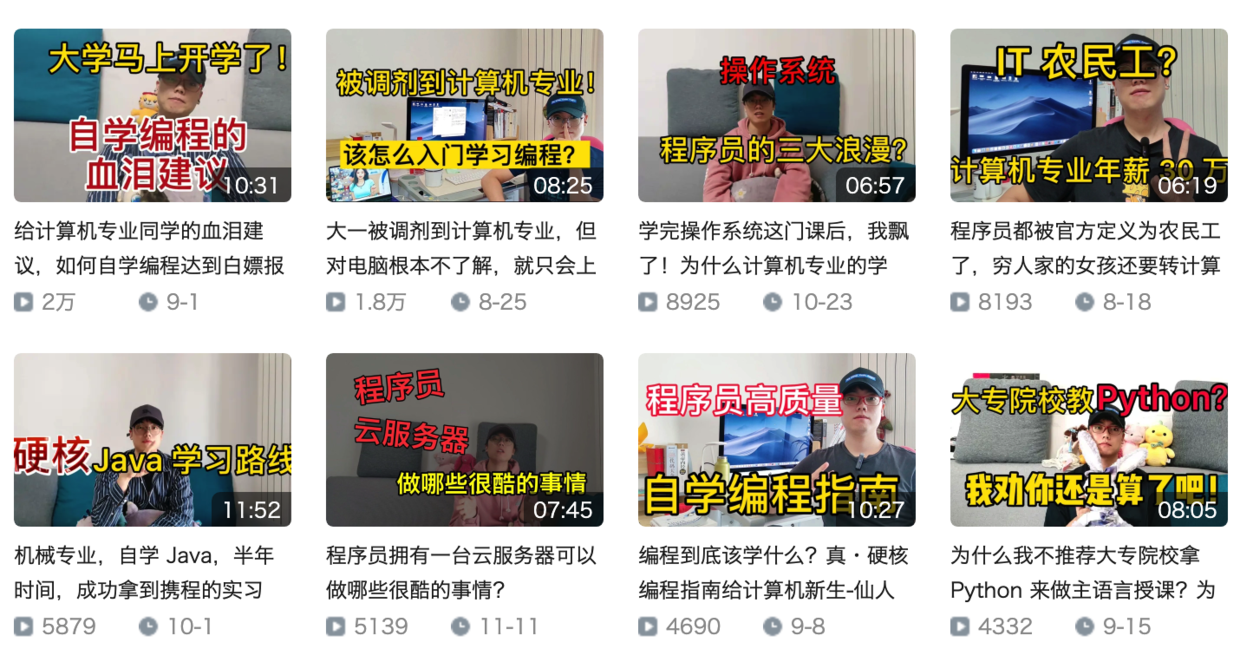 大学马上开学了！
自学编程的
血泪建议
10:31
给计算机专业同学的血泪建
议，如何自学编程达到白嫖报
2万 9-1
被调剂到计算机专业！
该怎么入门学习编程？
08:25
大一被调剂到计算机专业，但
对电脑根本不了解，就只会上
1.8万 8-25
操作系统
程序员的三大浪漫？
06:57
学完操作系统这门课后，我飘
了！为什么计算机专业的学
8925 10-23
IT 农民工？
计算机专业年薪 30 万
06:19
程序员都被官方定义为农民工
了，穷人家的女孩还要转计算
8193 8-18
硬核 Java 学习路线
11:52
机械专业，自学 Java，半年
时间，成功拿到携程的实习
5879 10-1
程序员
云服务器
做哪些很酷的事情
07:45
程序员拥有一台云服务器可以
做哪些很酷的事情？
5139 11-11
程序员高质量
自学编程指南
10:27
编程到底该学什么？真・硬核
编程指南给计算机新生-仙人
4690 9-8
大专院校教Python？
我劝你还是算了吧！
08:05
为什么我不推荐大专院校拿
Python 来做主语言授课？为
4332 9-15